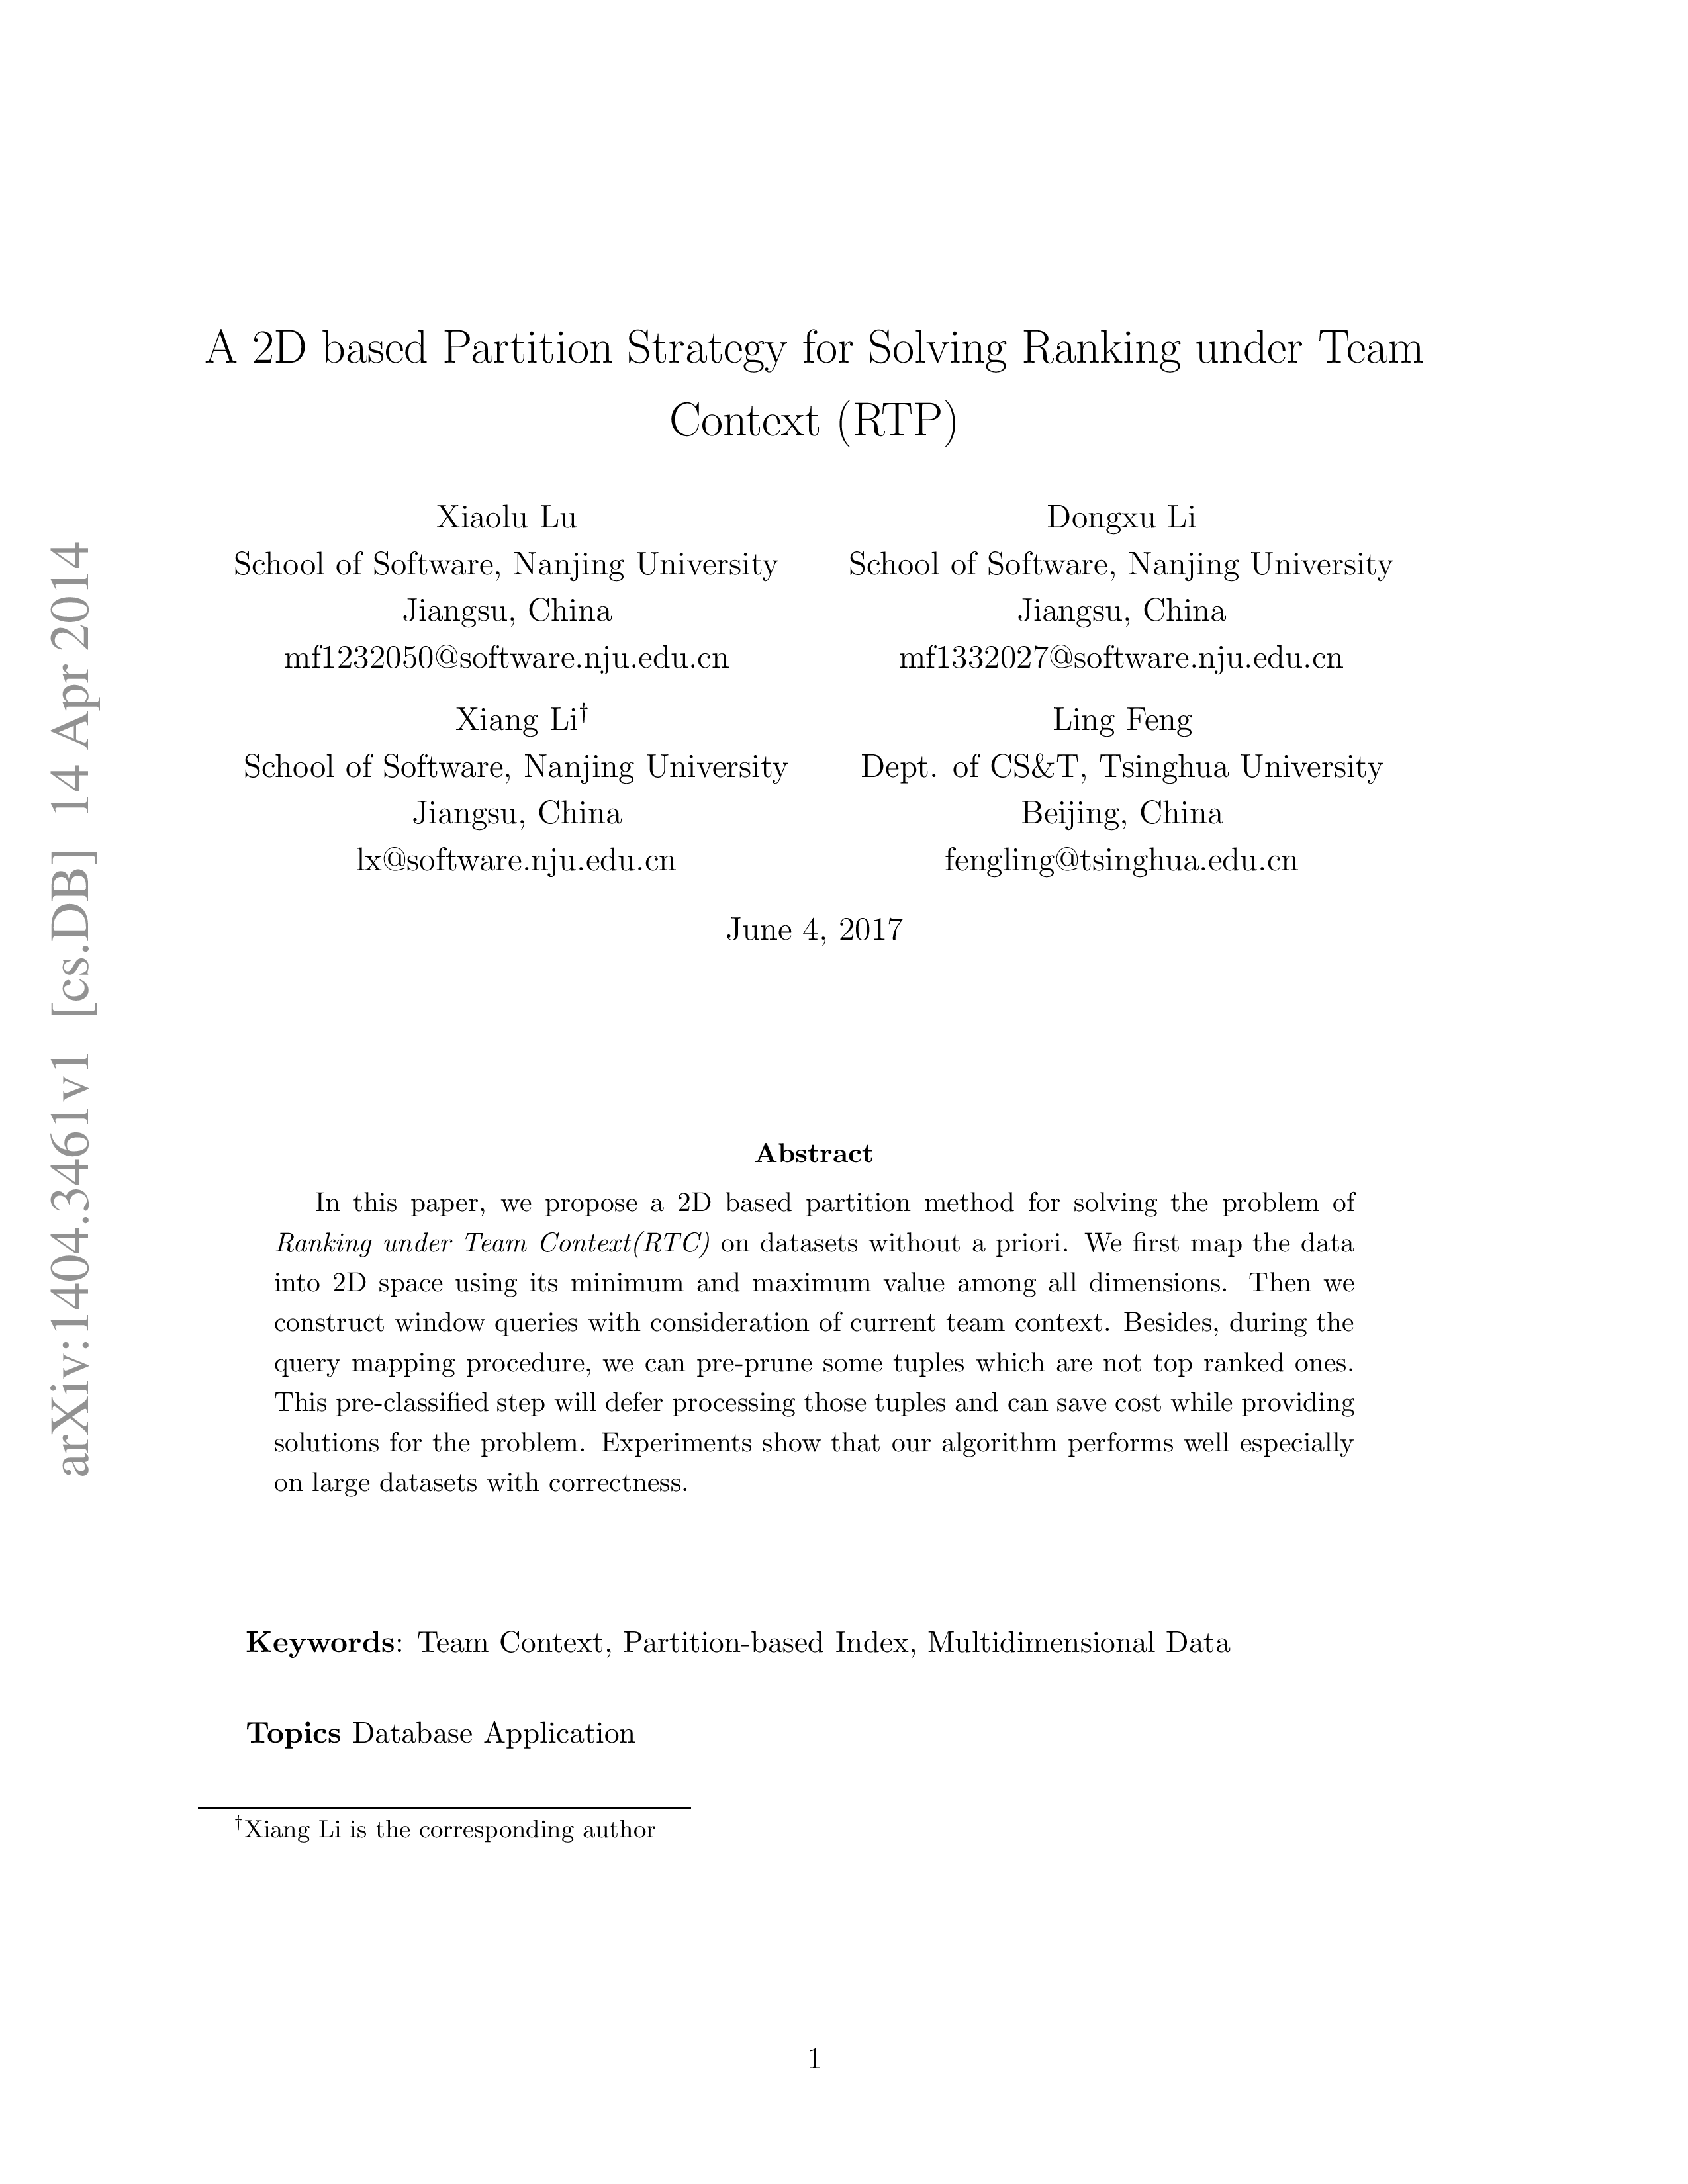 A 2D based Partition Strategy for Solving Ranking under Team
Context (RTP)
Xiaolu Lu
School of Software, Nanjing University
Jiangsu, China
mf1232050@software.nju.edu.cn
Dongxu Li
School of Software, Nanjing University
Jiangsu, China
mf1332027@software.nju.edu.cn
Xiang Li†
School of Software, Nanjing University
Jiangsu, China
lx@software.nju.edu.cn
Ling Feng
Dept. of CS&T, Tsinghua University
Beijing, China
fengling@tsinghua.edu.cn
June 4, 2017
arXiv:1404.3461v1 [cs.DB] 14 Apr 2014
Abstract
In this paper, we propose a 2D based partition method for solving the problem of
Ranking under Team Context(RTC) on datasets without a priori. We first map the data
into 2D space using its minimum and maximum value among all dimensions. Then we
construct window queries with consideration of current team context. Besides, during the
query mapping procedure, we can pre-prune some tuples which are not top ranked ones.
This pre-classified step will defer processing those tuples and can save cost while providing
solutions for the problem. Experiments show that our algorithm performs well especially
on large datasets with correctness.
Keywords: Team Context, Partition-based Index, Multidimensional Data
Topics Database Application
†Xiang Li is the corresponding author
1